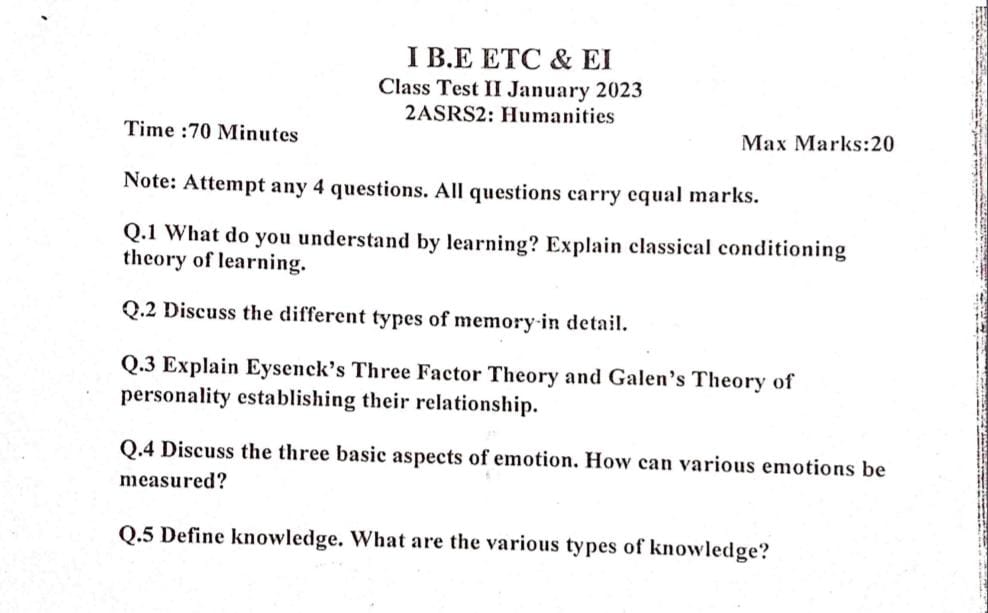 I B.E ETC & EI
Class Test II January 2023
2ASRS2: Humanities
Time :70 Minutes
Max Marks:20
Note: Attempt any 4 questions. All questions carry equal marks.
Q.1 What do you understand by learning? Explain classical conditioning
theory of learning.
Q.2 Discuss the different types of memory in detail.
Q.3 Explain Eysenck's Three Factor Theory and Galen's Theory of
personality establishing their relationship.
Q.4 Discuss the three basic aspects of emotion. How can various emotions be
measured?
Q.5 Define knowledge. What are the various types of knowledge?